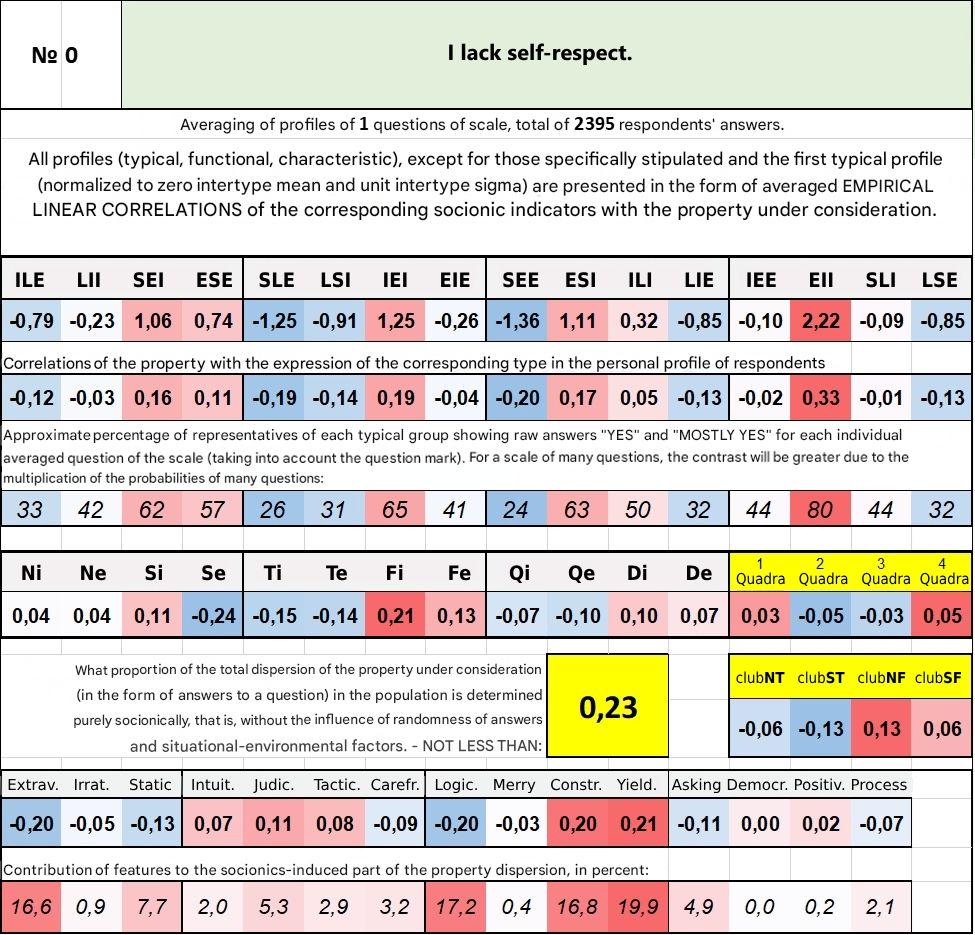 № 0
I lack self-respect.
Averaging of profiles of 1 questions of scale, total of 2395 respondents' answers.
All profiles (typical, functional, characteristic), except for those specifically stipulated and the first typical profile
(normalized to zero intertype mean and unit intertype sigma) are presented in the form of averaged EMPIRICAL
LINEAR CORRELATIONS of the corresponding socionic indicators with the property under consideration.
ILE LII SEI ESE SLE LSI IEI EIE SEE ESI ILI LIE IEE EII SLI LSE
-0,79 -0,23 1,06 0,74 -1,25 -0,91 1,25 -0,26 -1,36 1,11 0,32 -0,85 -0,10 2,22 -0,09 -0,85
Correlations of the property with the expression of the corresponding type in the personal profile of respondents
-0,12 -0,03 0,16 0,11 -0,19 -0,14 0,19 -0,04 -0,20 0,17 0,05 -0,13 -0,02 0,33 -0,01 -0,13
Approximate percentage of representatives of each typical group showing raw answers "YES" and "MOSTLY YES" for each individual
averaged question of the scale (taking into account the question mark). For a scale of many questions, the contrast will be greater due to the
multiplication of the probabilities of many questions:
33 42 62 57 26 31 65 41 24 63 50 32 44 80 44 32
Ni Ne Si Se Ti Te Fi Fe Qi Qe Di De 1 Quadra 2 Quadra 3 Quadra 4 Quadra
0,04 0,04 0,11 -0,24 -0,15 -0,14 0,21 0,13 -0,07 -0,10 0,10 0,07 0,03 -0,05 -0,03 0,05
What proportion of the total dispersion of the property under consideration
(in the form of answers to a question) in the population is determined
purely socionically, that is, without the influence of randomness of answers
and situational-environmental factors. - NOT LESS THAN:
0,23
clubNT clubST clubNF clubSF
-0,06 -0,13 0,13 0,06
Extrav. Irrat. Static Intuit. Judic. Tactic. Carefr. Logic. Merry Constr. Yield. Asking Democr. Positiv. Process
-0,20 -0,05 -0,13 0,07 0,11 0,08 -0,09 -0,20 -0,03 0,20 0,21 -0,11 0,00 0,02 -0,07
Contribution of features to the socionics-induced part of the property dispersion, in percent:
16,6 0,9 7,7 2,0 5,3 2,9 3,2 17,2 0,4 16,8 19,9 4,9 0,0 0,2 2,1